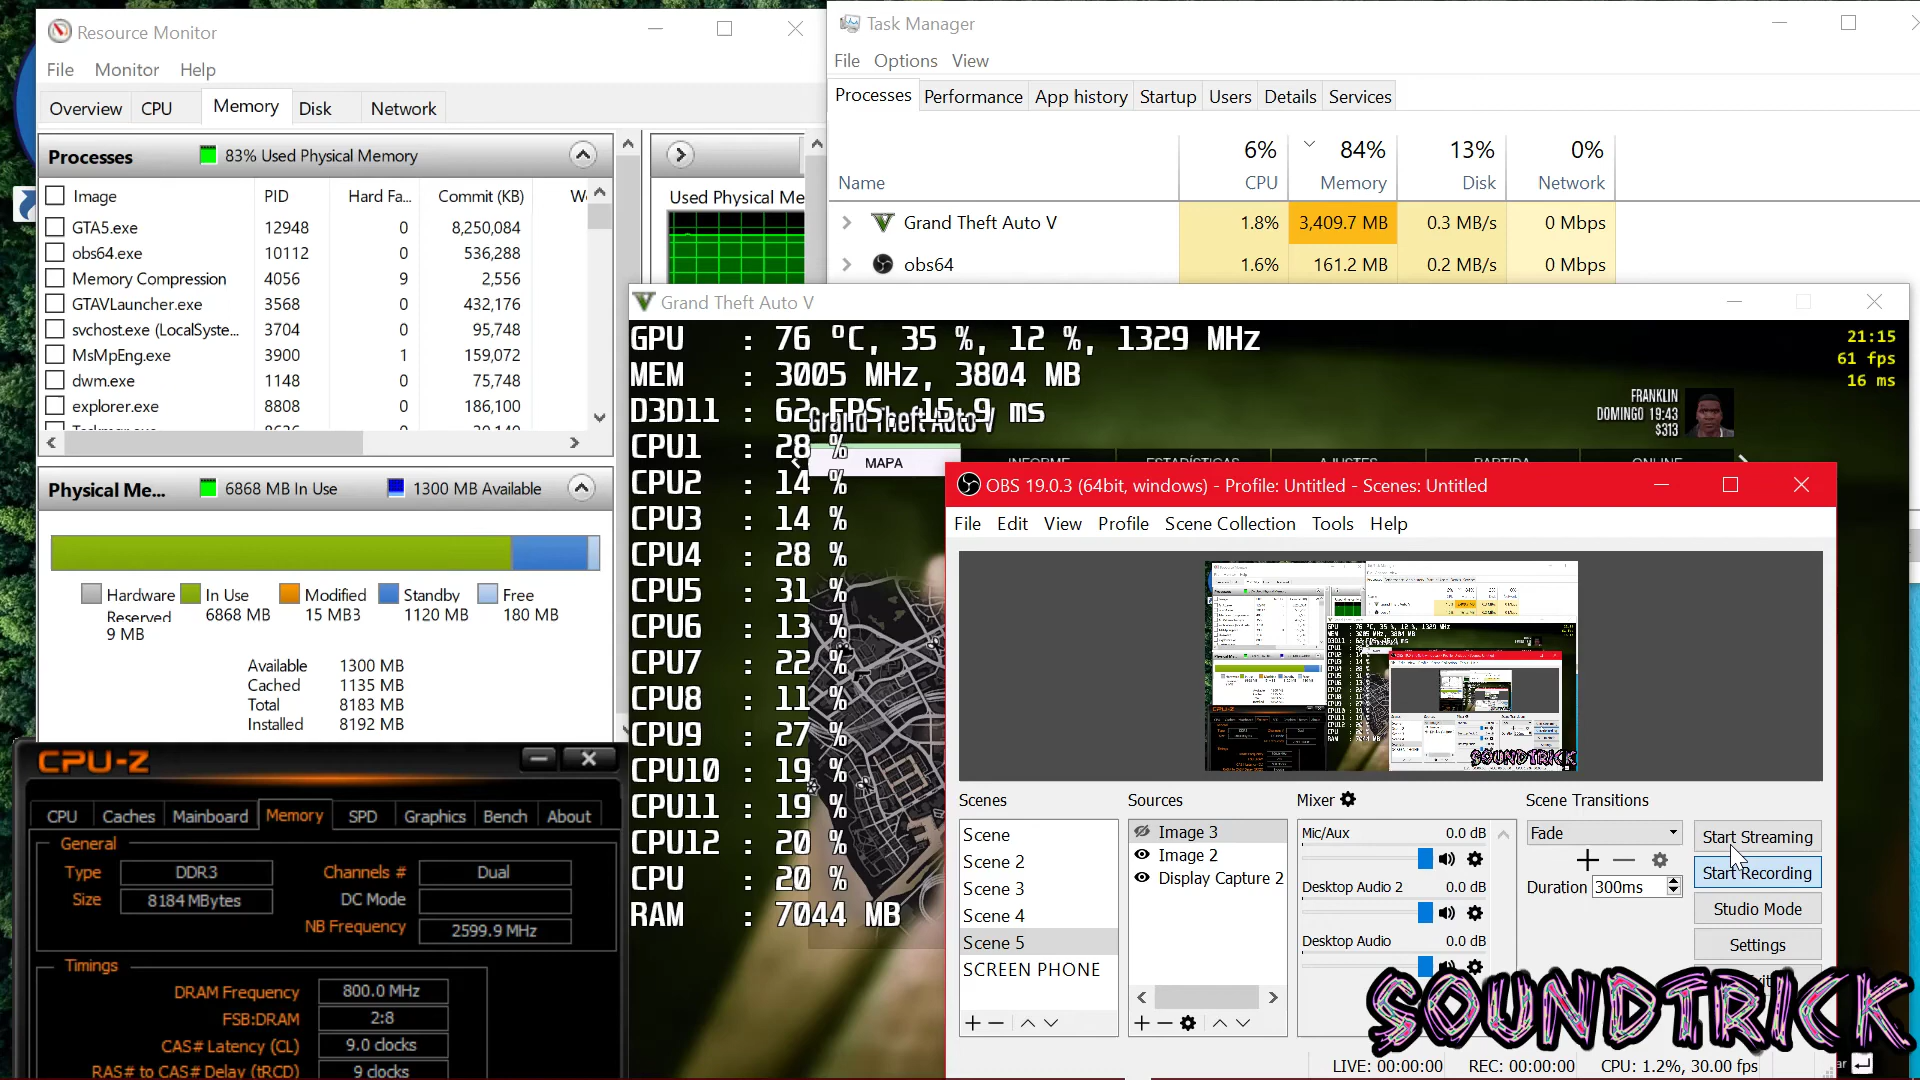 Resource Monitor
File Monitor Help
Overview CPU Memory Disk Network
Processes 83% Used Physical Memory
Image PID Hard Fa... Commit (KB)
GTA5.exe 12948 0 8,250,084
obs64.exe 10112 0 536,288
Memory Compression 4056 9 2,556
GTAVLauncher.exe 3568 0 432,176
svchost.exe (LocalSyste... 3704 0 95,748
MsMpEng.exe 3900 1 159,072
dwm.exe 1148 0 75,748
explorer.exe 8808 0 186,100
Used Physical Me
Physical Me... 6868 MB In Use 1300 MB Available
Hardware Reserved 9 MB
In Use 6868 MB
Modified 15 MB3
Standby 1120 MB
Free 180 MB
Available 1300 MB
Cached 1135 MB
Total 8183 MB
Installed 8192 MB
CPU-Z
CPU Caches Mainboard Memory SPD Graphics Bench About
General
Type DDR3 Channels # Dual
Size 8184 MBytes DC Mode
NB Frequency 2599.9 MHz
Timings
DRAM Frequency 800.0 MHz
FSB:DRAM 2:8
CAS# Latency (CL) 9.0 clocks
RAS# to CAS# Delay (tRCD) 9 clocks
Task Manager
File Options View
Processes Performance App history Startup Users Details Services
6% 84% 13% 0%
Name CPU Memory Disk Network
Grand Theft Auto V 1.8% 3,409.7 MB 0.3 MB/s 0 Mbps
obs64 1.6% 161.2 MB 0.2 MB/s 0 Mbps
Grand Theft Auto V
GPU : 76 ºC, 35 %, 12 %, 1329 MHz
MEM : 3005 MHz, 3804 MB
D3D11 : 62 FPS, 15.9 ms
CPU1 : 28 %
CPU2 : 14 %
CPU3 : 14 %
CPU4 : 28 %
CPU5 : 31 %
CPU6 : 13 %
CPU7 : 22 %
CPU8 : 11 %
CPU9 : 27 %
CPU10 : 19 %
CPU11 : 19 %
CPU12 : 20 %
CPU : 20 %
RAM : 7044 MB
21:15
61 fps
16 ms
Grand Theft Auto V
FRANKLIN
DOMINGO 19:43
$313
MAPA INFORME ESTADÍSTICAS AJUSTES PARTIDA ONLINE
OBS 19.0.3 (64bit, windows) - Profile: Untitled - Scenes: Untitled
File Edit View Profile Scene Collection Tools Help
Scenes
Scene
Scene 2
Scene 3
Scene 4
Scene 5
SCREEN PHONE
Sources
Image 3
Image 2
Display Capture 2
Mixer
Mic/Aux 0.0 dB
Desktop Audio 2 0.0 dB
Desktop Audio 0.0 dB
Scene Transitions
Fade
Duration 300ms
Start Streaming
Start Recording
Studio Mode
Settings
SOUNDTRICK
LIVE: 00:00:00 REC: 00:00:00 CPU: 1.2%, 30.00 fps